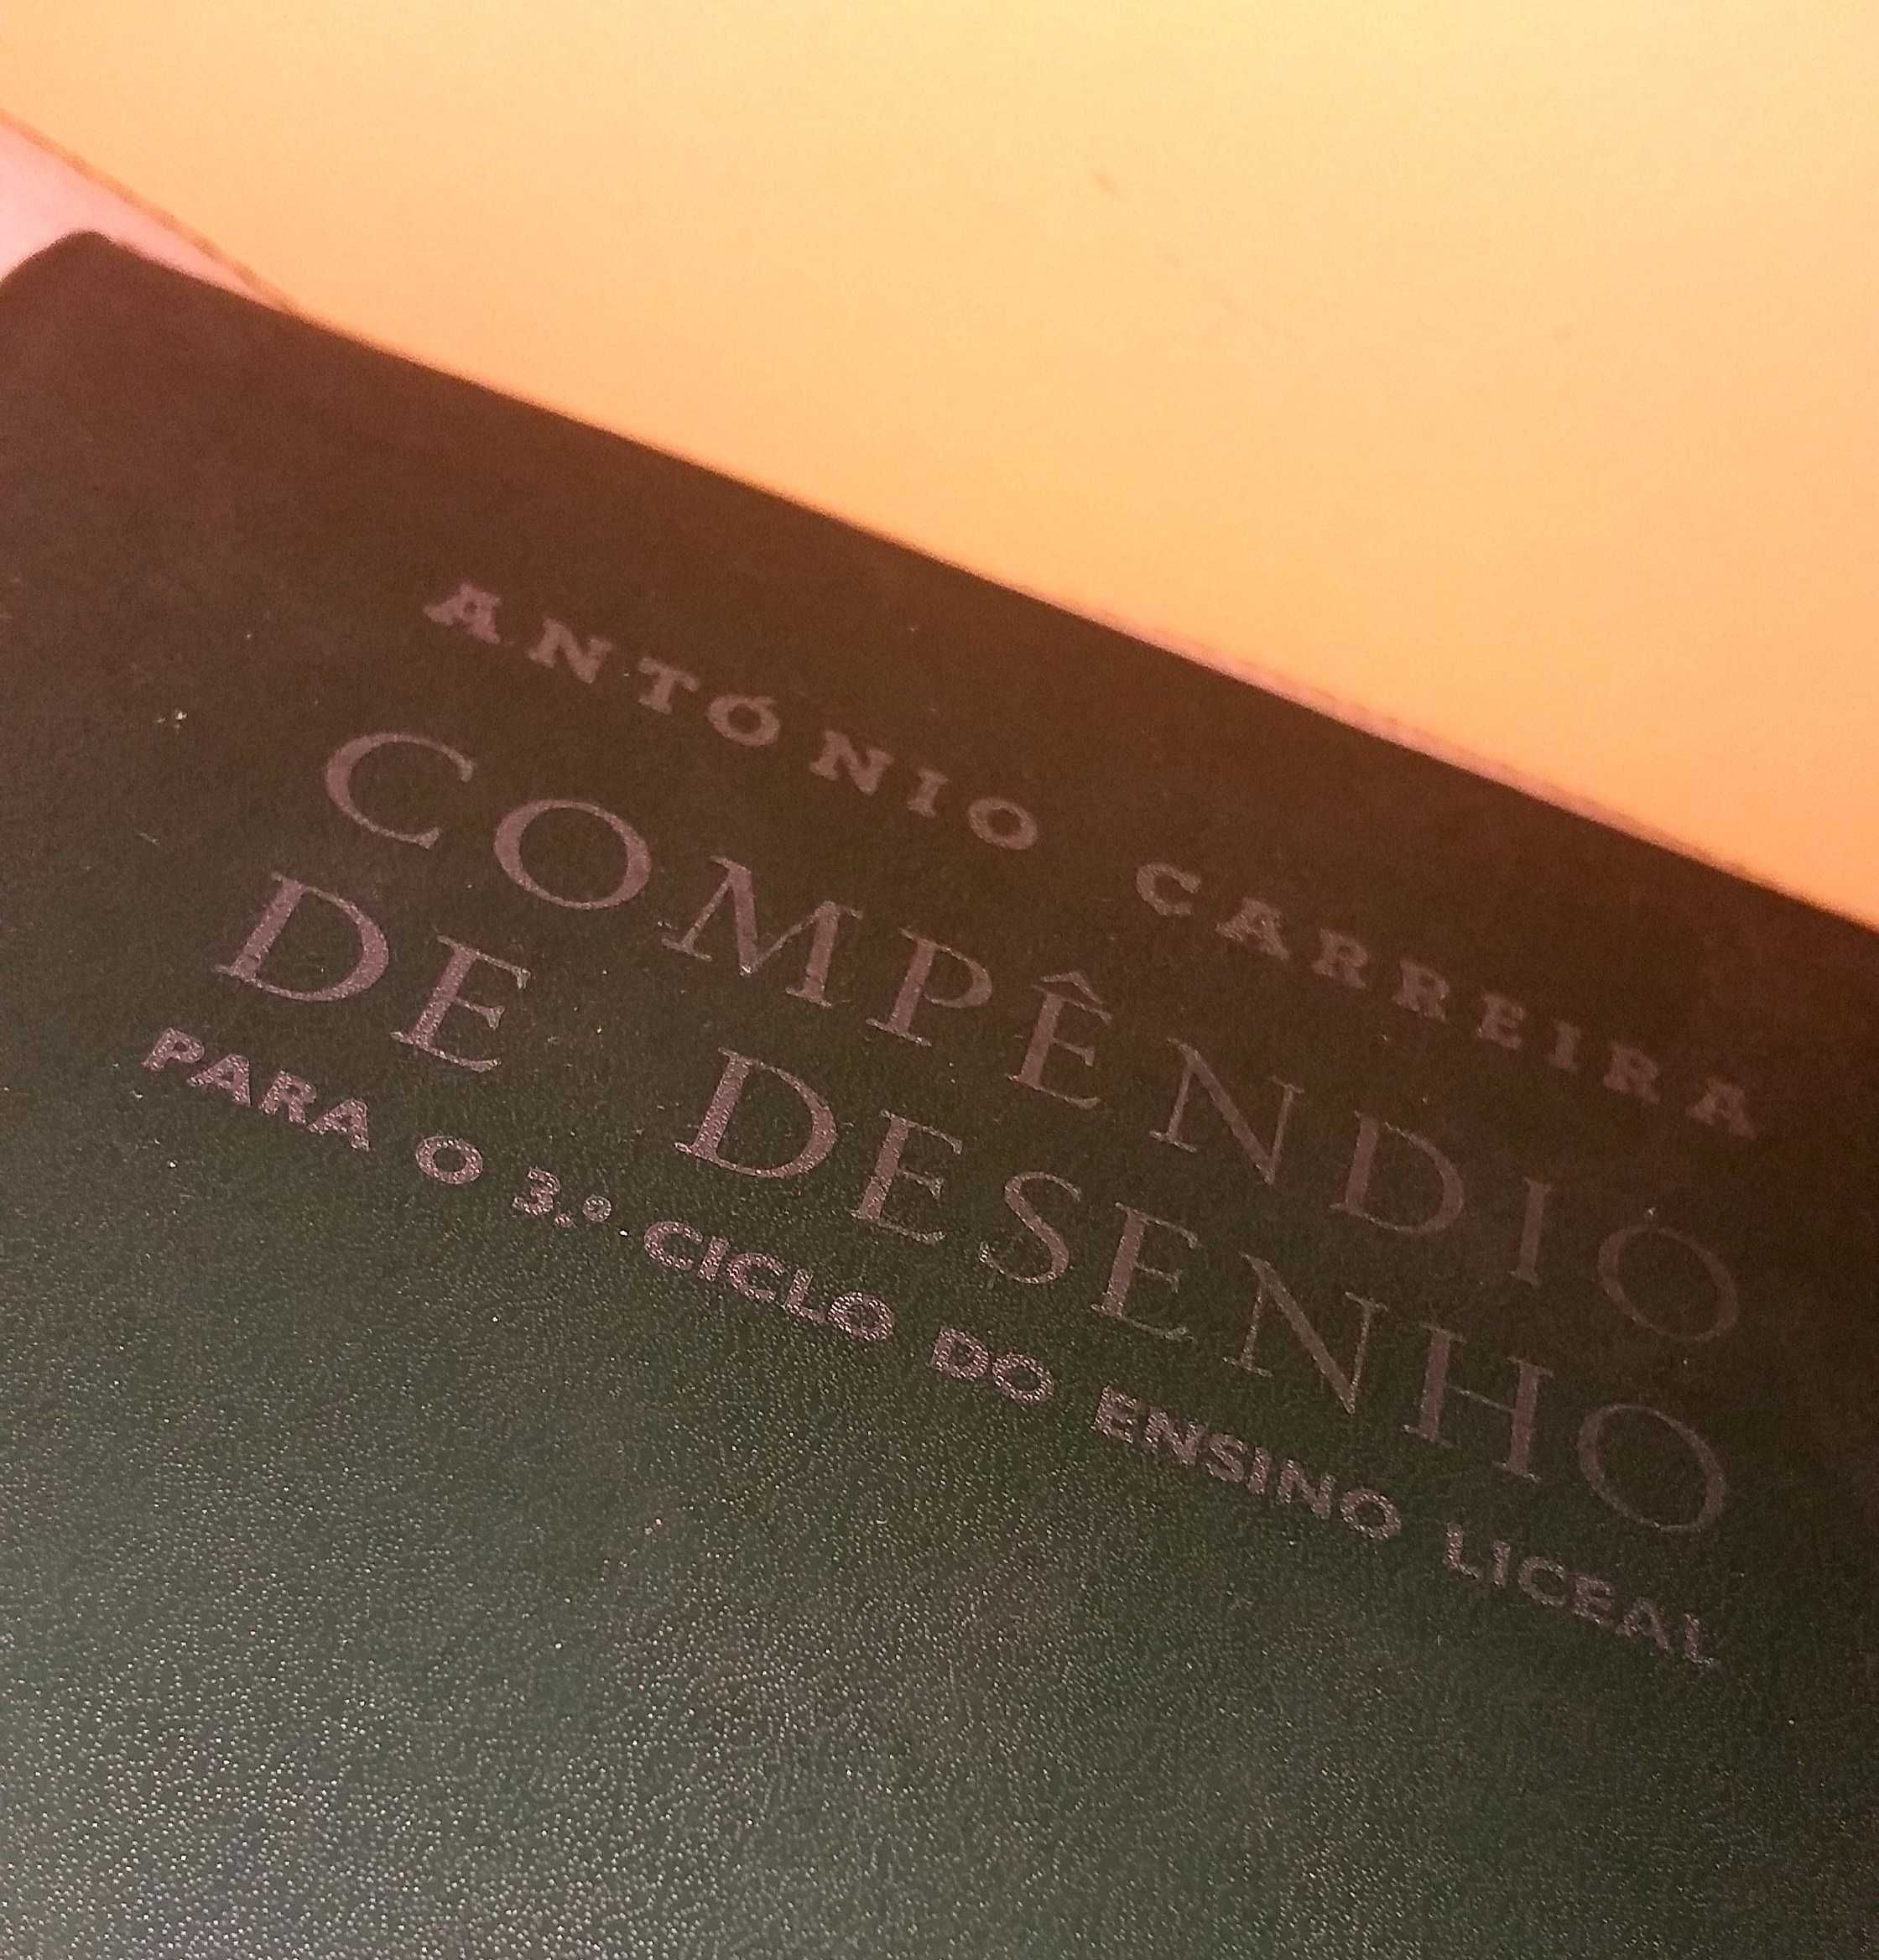 ANTÓNIO CARREIRA
COMPÊNDIO
DE DESENHO
PARA O 3.º CICLO DO ENSINO LICEAL